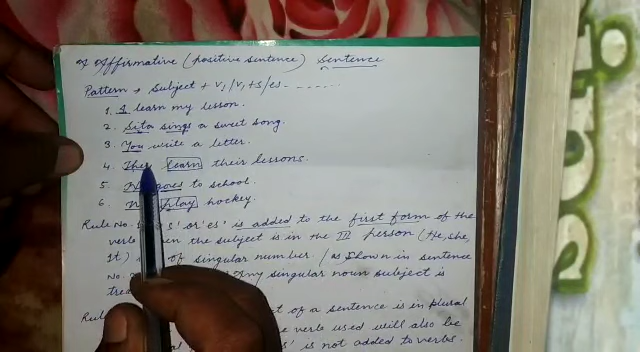 Affirmative (positive sentence) Sentence
Pattern → Subject + V₁/V₁+s/es- ......
1. I learn my lesson.
2. Sita sings a sweet song.
3. You write a letter.
4. They learn their lessons.
5. goes to school.
6. play hockey.
Rule No. s' or 'es' is added to the first form of the
verb when the subject is in the III person (He, she,
It) of singular number. (as shown in sentence
No. singular noun subject is
Rule of a sentence is in plural
verb used will also be
is not added to verbs.